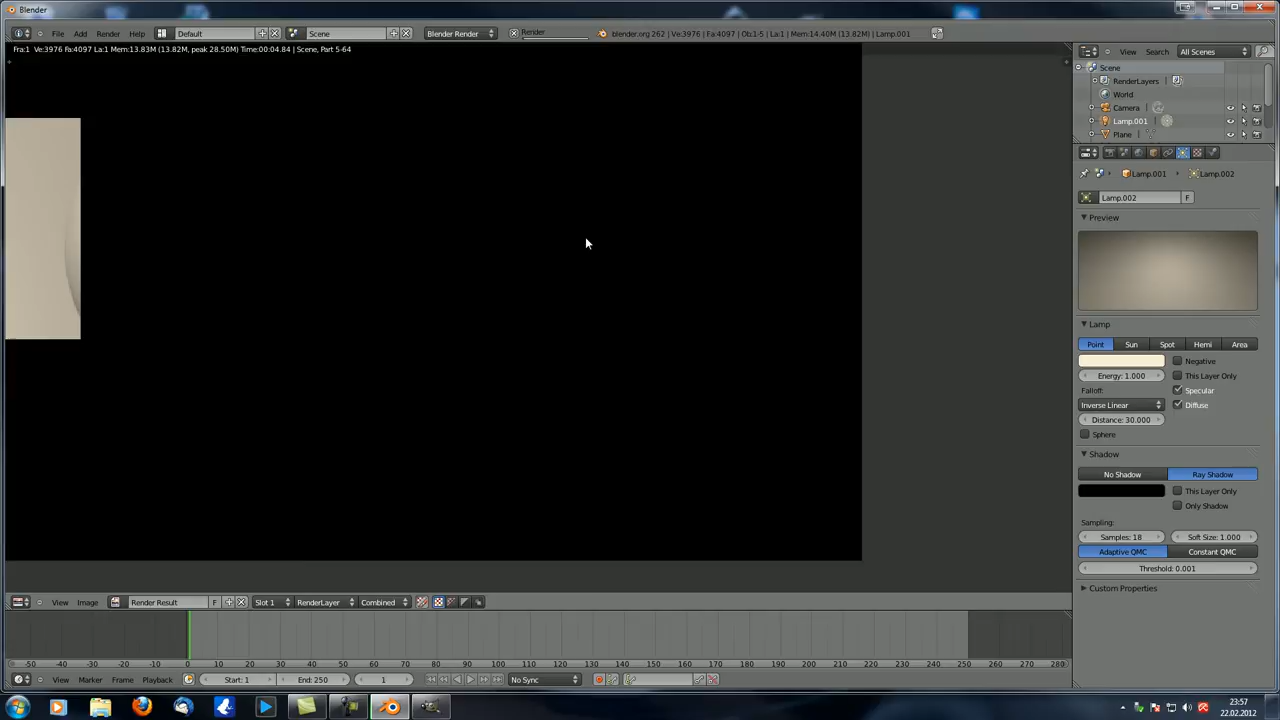 Blender
File Add Render Help Default Scene Blender Render Render blender.org 262 | Ve:3976 | Fa:4097 | Ob:1-5 | La:1 | Mem:14.40M (13.82M) | Lamp.001
Fra:1 Ve:3976 Fa:4097 La:1 Mem:13.83M (13.82M, peak 28.50M) Time:00:04.84 | Scene, Part 5-64
View Search All Scenes
Scene
RenderLayers
World
Camera
Lamp.001
Plane
Lamp.001 Lamp.002
Lamp.002 F
Preview
Lamp
Point Sun Spot Hemi Area
Negative
Energy: 1.000 This Layer Only
Falloff: Specular
Inverse Linear Diffuse
Distance: 30.000
Sphere
Shadow
No Shadow Ray Shadow
This Layer Only
Only Shadow
Sampling:
Samples: 18 Soft Size: 1.000
Adaptive QMC Constant QMC
Threshold: 0.001
Custom Properties
View Image Render Result F Slot 1 RenderLayer Combined
-50 -40 -30 -20 -10 0 10 20 30 40 50 60 70 80 90 100 110 120 130 140 150 160 170 180 190 200 210 220 230 240 250 260 270 280
View Marker Frame Playback Start: 1 End: 250 1 No Sync
23:57
22.02.2012